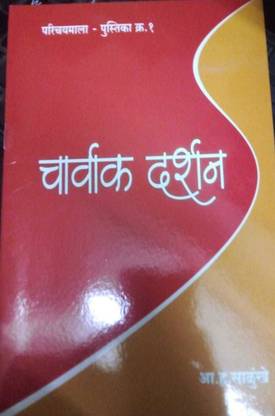 परिचयमाला - पुस्तिका क्र.१
चार्वाक दर्शन
आ.ह.साळुंखे